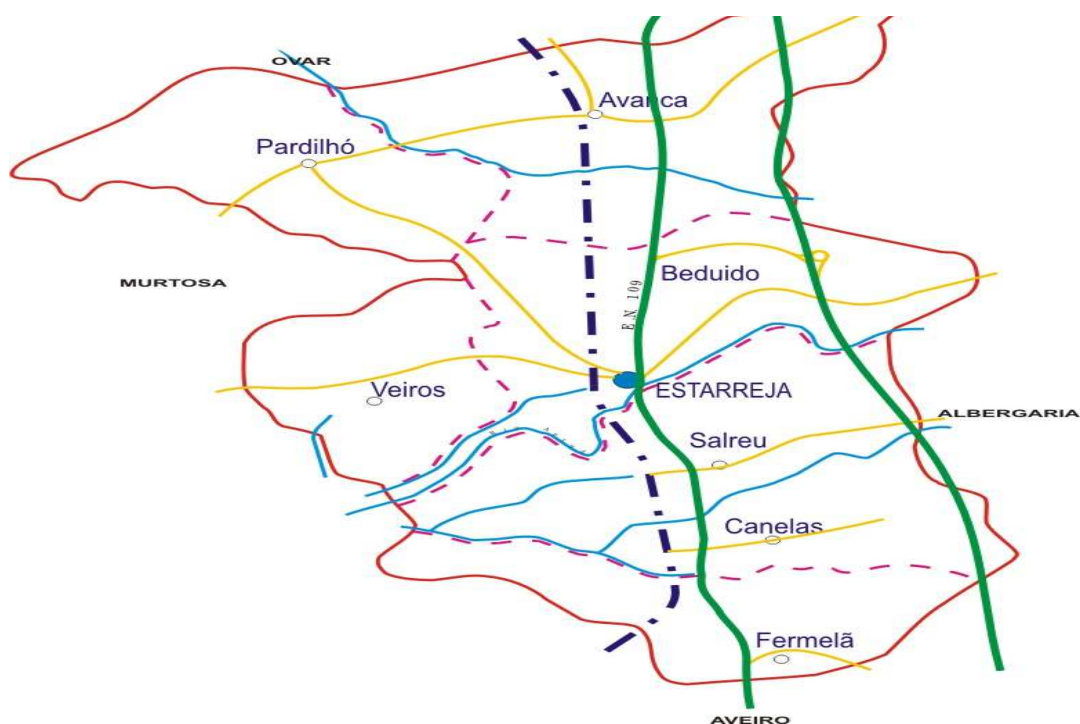 OVAR
Avanca
Pardilhó
Beduido
MURTOSA
E.N. 109
Veiros
ESTARREJA
ALBERGARIA
Salreu
Canelas
Fermelã
AVEIRO